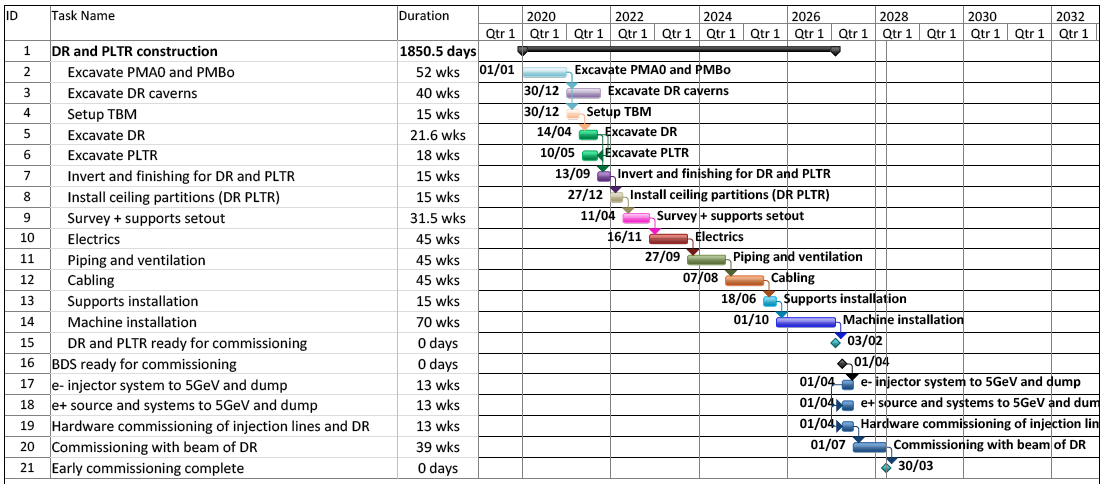 ID Task Name Duration 2020 2022 2024 2026 2028 2030 2032
Qtr 1 Qtr 1 Qtr 1 Qtr 1 Qtr 1 Qtr 1 Qtr 1 Qtr 1 Qtr 1 Qtr 1 Qtr 1 Qtr 1 Qtr 1 Qtr 1
1 DR and PLTR construction 1850.5 days
2 Excavate PMA0 and PMBo 52 wks 01/01 Excavate PMA0 and PMBo
3 Excavate DR caverns 40 wks 30/12 Excavate DR caverns
4 Setup TBM 15 wks 30/12 Setup TBM
5 Excavate DR 21.6 wks 14/04 Excavate DR
6 Excavate PLTR 18 wks 10/05 Excavate PLTR
7 Invert and finishing for DR and PLTR 15 wks 13/09 Invert and finishing for DR and PLTR
8 Install ceiling partitions (DR PLTR) 15 wks 27/12 Install ceiling partitions (DR PLTR)
9 Survey + supports setout 31.5 wks 11/04 Survey + supports setout
10 Electrics 45 wks 16/11 Electrics
11 Piping and ventilation 45 wks 27/09 Piping and ventilation
12 Cabling 45 wks 07/08 Cabling
13 Supports installation 15 wks 18/06 Supports installation
14 Machine installation 70 wks 01/10 Machine installation
15 DR and PLTR ready for commissioning 0 days 03/02
16 BDS ready for commissioning 0 days 01/04
17 e- injector system to 5GeV and dump 13 wks 01/04 e- injector system to 5GeV and dump
18 e+ source and systems to 5GeV and dump 13 wks 01/04 e+ source and systems to 5GeV and dum
19 Hardware commissioning of injection lines and DR 13 wks 01/04 Hardware commissioning of injection lin
20 Commissioning with beam of DR 39 wks 01/07 Commissioning with beam of DR
21 Early commissioning complete 0 days 30/03